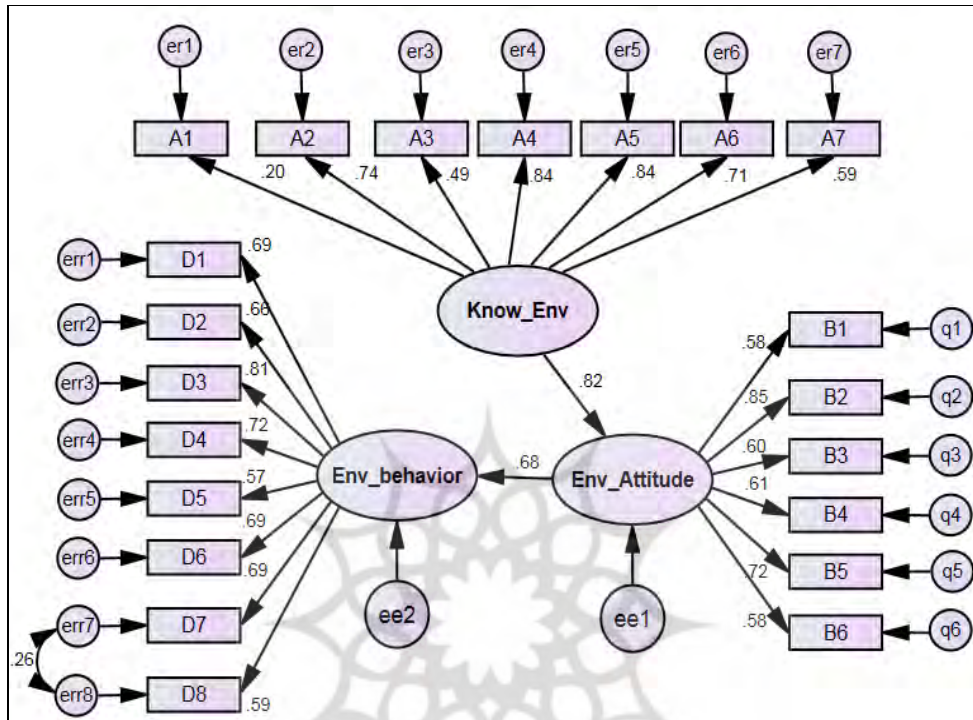 er1 er2 er3 er4 er5 er6 er7
A1 A2 A3 A4 A5 A6 A7
.20 .74 .49 .84 .84 .71 .59
Know_Env
.82
err1 D1 .69
err2 D2 .66
err3 D3 .81
err4 D4 .72
err5 D5 .57
err6 D6 .69
err7 D7 .69
err8 D8 .59
.26
Env_behavior
.68
Env_Attitude
ee2
ee1
.58 B1 q1
.85 B2 q2
.60 B3 q3
.61 B4 q4
.72 B5 q5
.58 B6 q6